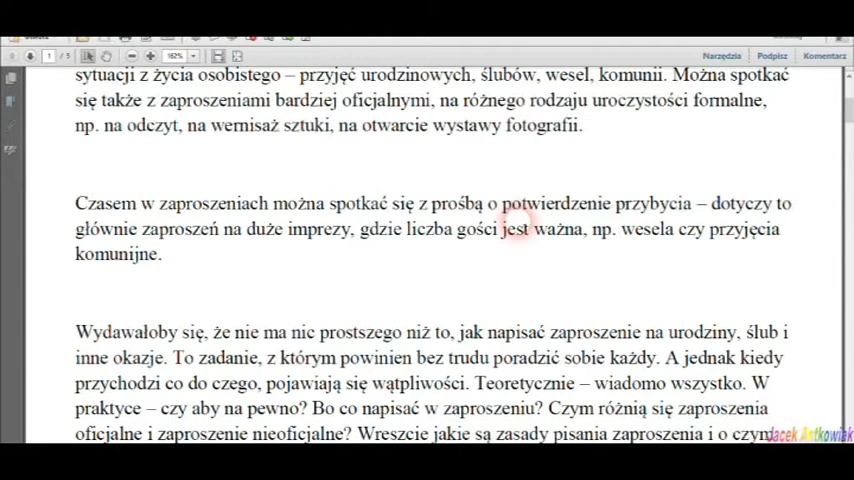 1 / 5
162%
Narzędzia
Podpisz
Komentarz
sytuacji z życia osobistego – przyjęć urodzinowych, ślubów, wesel, komunii. Można spotkać
się także z zaproszeniami bardziej oficjalnymi, na różnego rodzaju uroczystości formalne,
np. na odczyt, na wernisaż sztuki, na otwarcie wystawy fotografii.
Czasem w zaproszeniach można spotkać się z prośbą o potwierdzenie przybycia – dotyczy to
głównie zaproszeń na duże imprezy, gdzie liczba gości jest ważna, np. wesela czy przyjęcia
komunijne.
Wydawałoby się, że nie ma nic prostszego niż to, jak napisać zaproszenie na urodziny, ślub i
inne okazje. To zadanie, z którym powinien bez trudu poradzić sobie każdy. A jednak kiedy
przychodzi co do czego, pojawiają się wątpliwości. Teoretycznie – wiadomo wszystko. W
praktyce – czy aby na pewno? Bo co napisać w zaproszeniu? Czym różnią się zaproszenia
oficjalne i zaproszenie nieoficjalne? Wreszcie jakie są zasady pisania zaproszenia i o czym
Jacek Antkowiak